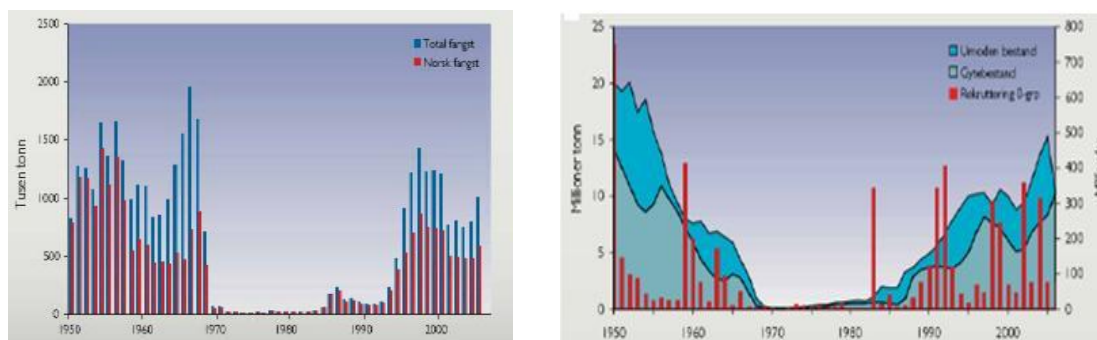 2500
2000
1500
1000
500
0
Tusen tonn
Total fangst
Norsk fangst
1950 1960 1970 1980 1990 2000
25
20
15
10
5
0
Millioner tonn
Umoden bestand
Gytebestand
Rekruttering 0-grp
800
700
600
500
400
300
200
100
0
1950 1960 1970 1980 1990 2000